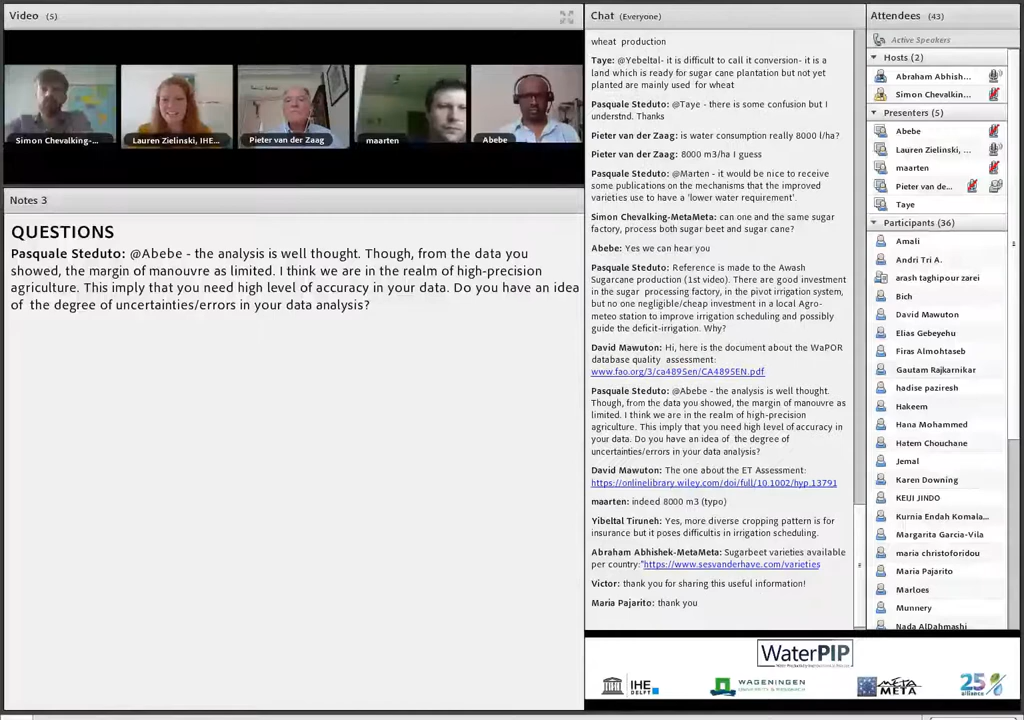 Video (5)
Simon Chevalking-...
Lauren Zielinski, IHE...
Pieter van der Zaag
maarten
Abebe
Notes 3
QUESTIONS
Pasquale Steduto: @Abebe - the analysis is well thought. Though, from the data you
showed, the margin of manouvre as limited. I think we are in the realm of high-precision
agriculture. This imply that you need high level of accuracy in your data. Do you have an idea
of the degree of uncertainties/errors in your data analysis?
Chat (Everyone)
wheat production
Taye: @Yebeltal- it is difficult to call it conversion- it is a
land which is ready for sugar cane plantation but not yet
planted are mainly used for wheat
Pasquale Steduto: @Taye - there is some confusion but I
understnd. Thanks
Pieter van der Zaag: is water consumption really 8000 l/ha?
Pieter van der Zaag: 8000 m3/ha I guess
Pasquale Steduto: @Marten - it would be nice to receive
some publications on the mechanisms that the improved
varieties use to have a 'lower water requirement'.
Simon Chevalking-MetaMeta: can one and the same sugar
factory, process both sugar beet and sugar cane?
Abebe: Yes we can hear you
Pasquale Steduto: Reference is made to the Awash
Sugarcane production (1st video). There are good investment
in the sugar processing factory, in the pivot irrigation system,
but no one negligible/cheap investment in a local Agro-
meteo station to improve irrigation scheduling and possibly
guide the deficit-irrigation. Why?
David Mawuton: Hi, here is the document about the WaPOR
database quality assessment:
www.fao.org/3/ca4895en/CA4895EN.pdf
Pasquale Steduto: @Abebe - the analysis is well thought.
Though, from the data you showed, the margin of manouvre as
limited. I think we are in the realm of high-precision
agriculture. This imply that you need high level of accuracy in
your data. Do you have an idea of the degree of
uncertainties/errors in your data analysis?
David Mawuton: The one about the ET Assessment:
https://onlinelibrary.wiley.com/doi/full/10.1002/hyp.13791
maarten: indeed 8000 m3 (typo)
Yibeltal Tiruneh: Yes, more diverse cropping pattern is for
insurance but it poses difficultis in irrigation scheduling.
Abraham Abhishek-MetaMeta: Sugarbeet varieties available
per country:"https://www.sesvanderhave.com/varieties
Victor: thank you for sharing this useful information!
Maria Pajarito: thank you
Attendees (43)
Active Speakers
Hosts (2)
Abraham Abhish...
Simon Chevalkin...
Presenters (5)
Abebe
Lauren Zielinski, ...
maarten
Pieter van de...
Taye
Participants (36)
Amali
Andri Tri A.
arash taghipour zarei
Bich
David Mawuton
Elias Gebeyehu
Firas Almohtaseb
Gautam Rajkarnikar
hadise paziresh
Hakeem
Hana Mohammed
Hatem Chouchane
Jemal
Karen Downing
KEIJI JINDO
Kurnia Endah Komala...
Margarita Garcia-Vila
maria christoforidou
Maria Pajarito
Marloes
Munnery
Nada AlDahmashi
WaterPIP
IHE DELFT
WAGENINGEN
META META
25 alliance